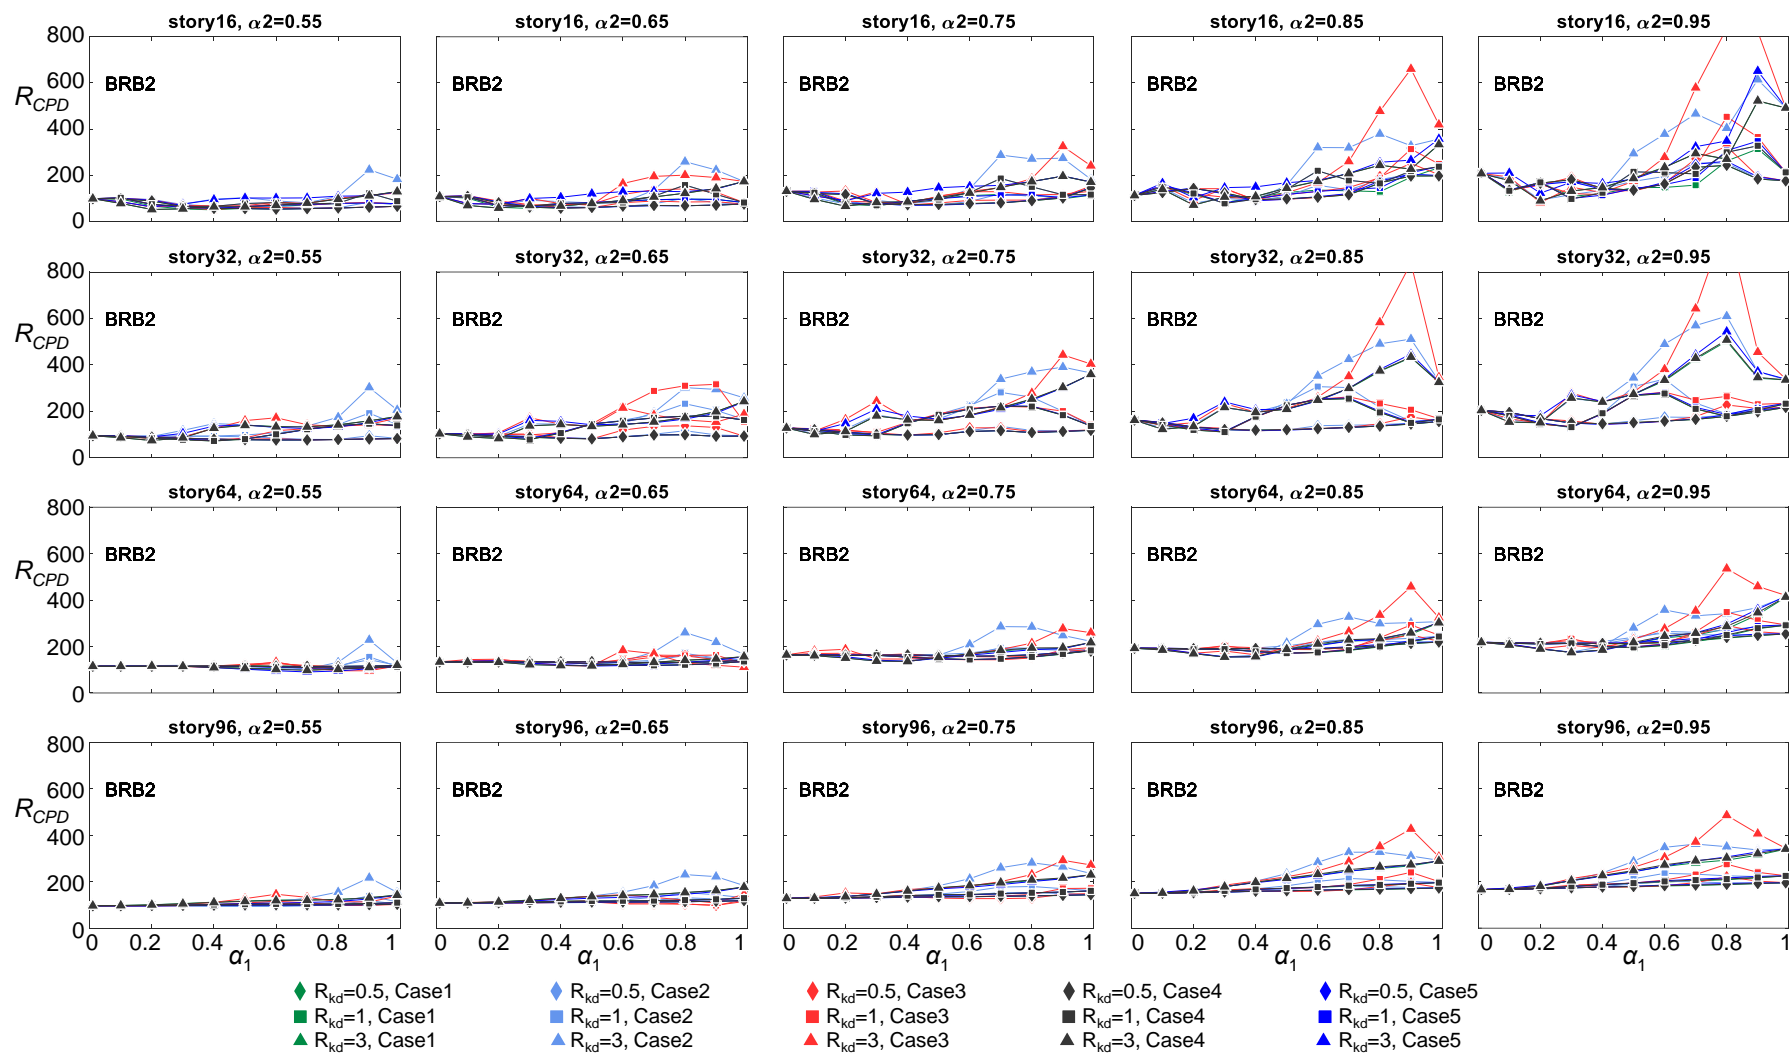 story16, α2=0.55 story16, α2=0.65 story16, α2=0.75 story16, α2=0.85 story16, α2=0.95
800
600
R_CPD
400
200
0
BRB2 BRB2 BRB2 BRB2 BRB2
story32, α2=0.55 story32, α2=0.65 story32, α2=0.75 story32, α2=0.85 story32, α2=0.95
800
600
R_CPD
400
200
0
BRB2 BRB2 BRB2 BRB2 BRB2
story64, α2=0.55 story64, α2=0.65 story64, α2=0.75 story64, α2=0.85 story64, α2=0.95
800
600
R_CPD
400
200
0
BRB2 BRB2 BRB2 BRB2 BRB2
story96, α2=0.55 story96, α2=0.65 story96, α2=0.75 story96, α2=0.85 story96, α2=0.95
800
600
R_CPD
400
200
0
BRB2 BRB2 BRB2 BRB2 BRB2
0 0.2 0.4 0.6 0.8 1 0 0.2 0.4 0.6 0.8 1 0 0.2 0.4 0.6 0.8 1 0 0.2 0.4 0.6 0.8 1 0 0.2 0.4 0.6 0.8 1
α₁ α₁ α₁ α₁ α₁
R_kd=0.5, Case1 R_kd=0.5, Case2 R_kd=0.5, Case3 R_kd=0.5, Case4 R_kd=0.5, Case5
R_kd=1, Case1 R_kd=1, Case2 R_kd=1, Case3 R_kd=1, Case4 R_kd=1, Case5
R_kd=3, Case1 R_kd=3, Case2 R_kd=3, Case3 R_kd=3, Case4 R_kd=3, Case5